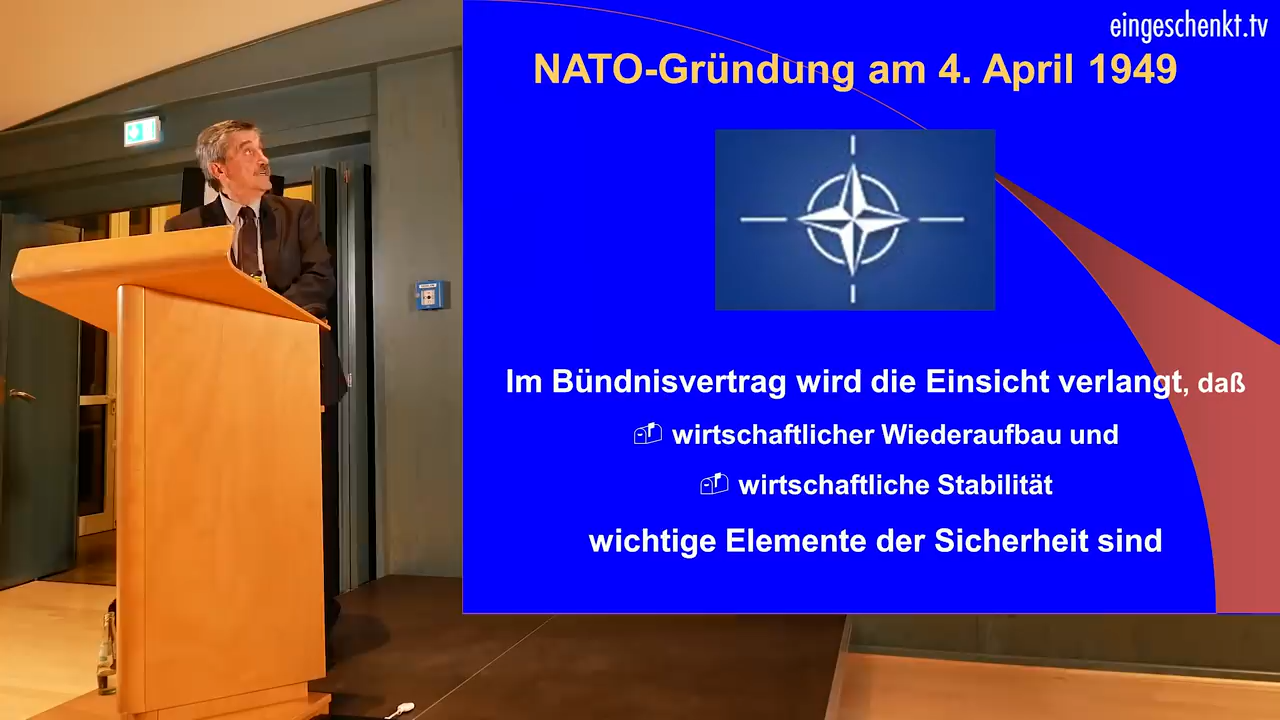 eingeschenkt.tv
NATO-Gründung am 4. April 1949
Im Bündnisvertrag wird die Einsicht verlangt, daß
wirtschaftlicher Wiederaufbau und
wirtschaftliche Stabilität
wichtige Elemente der Sicherheit sind